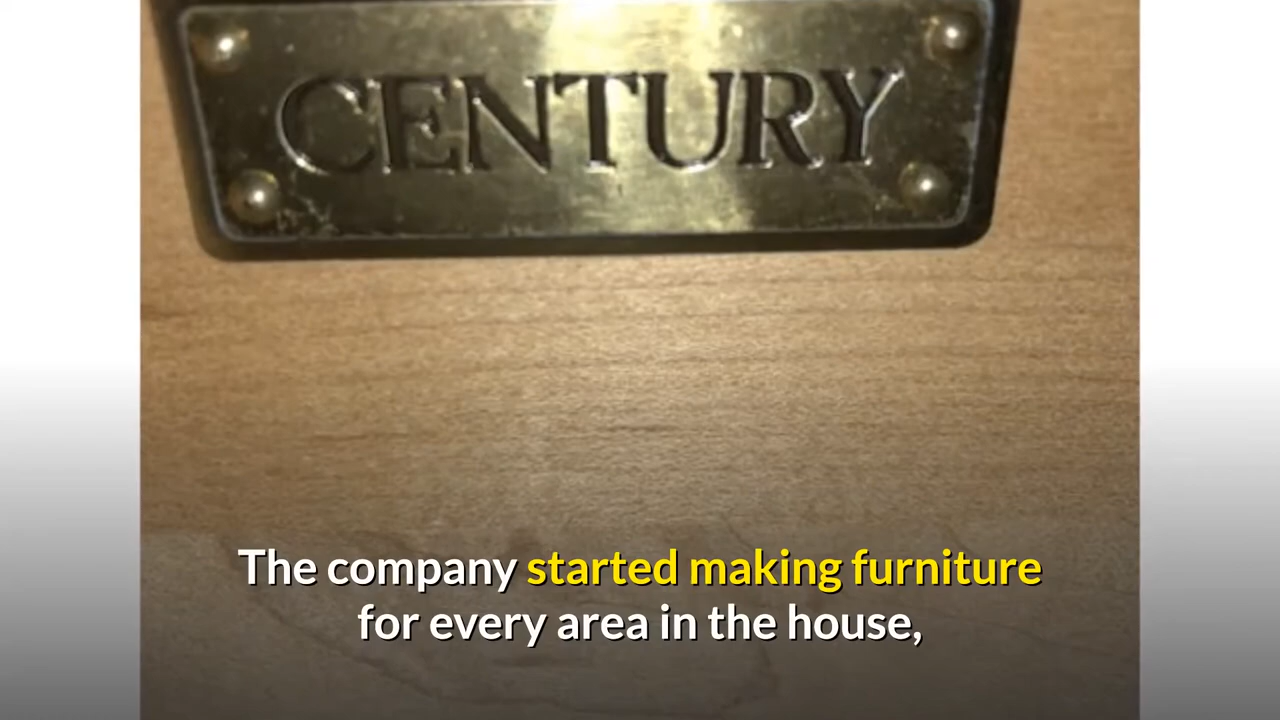 CENTURY
The company started making furniture
for every area in the house,